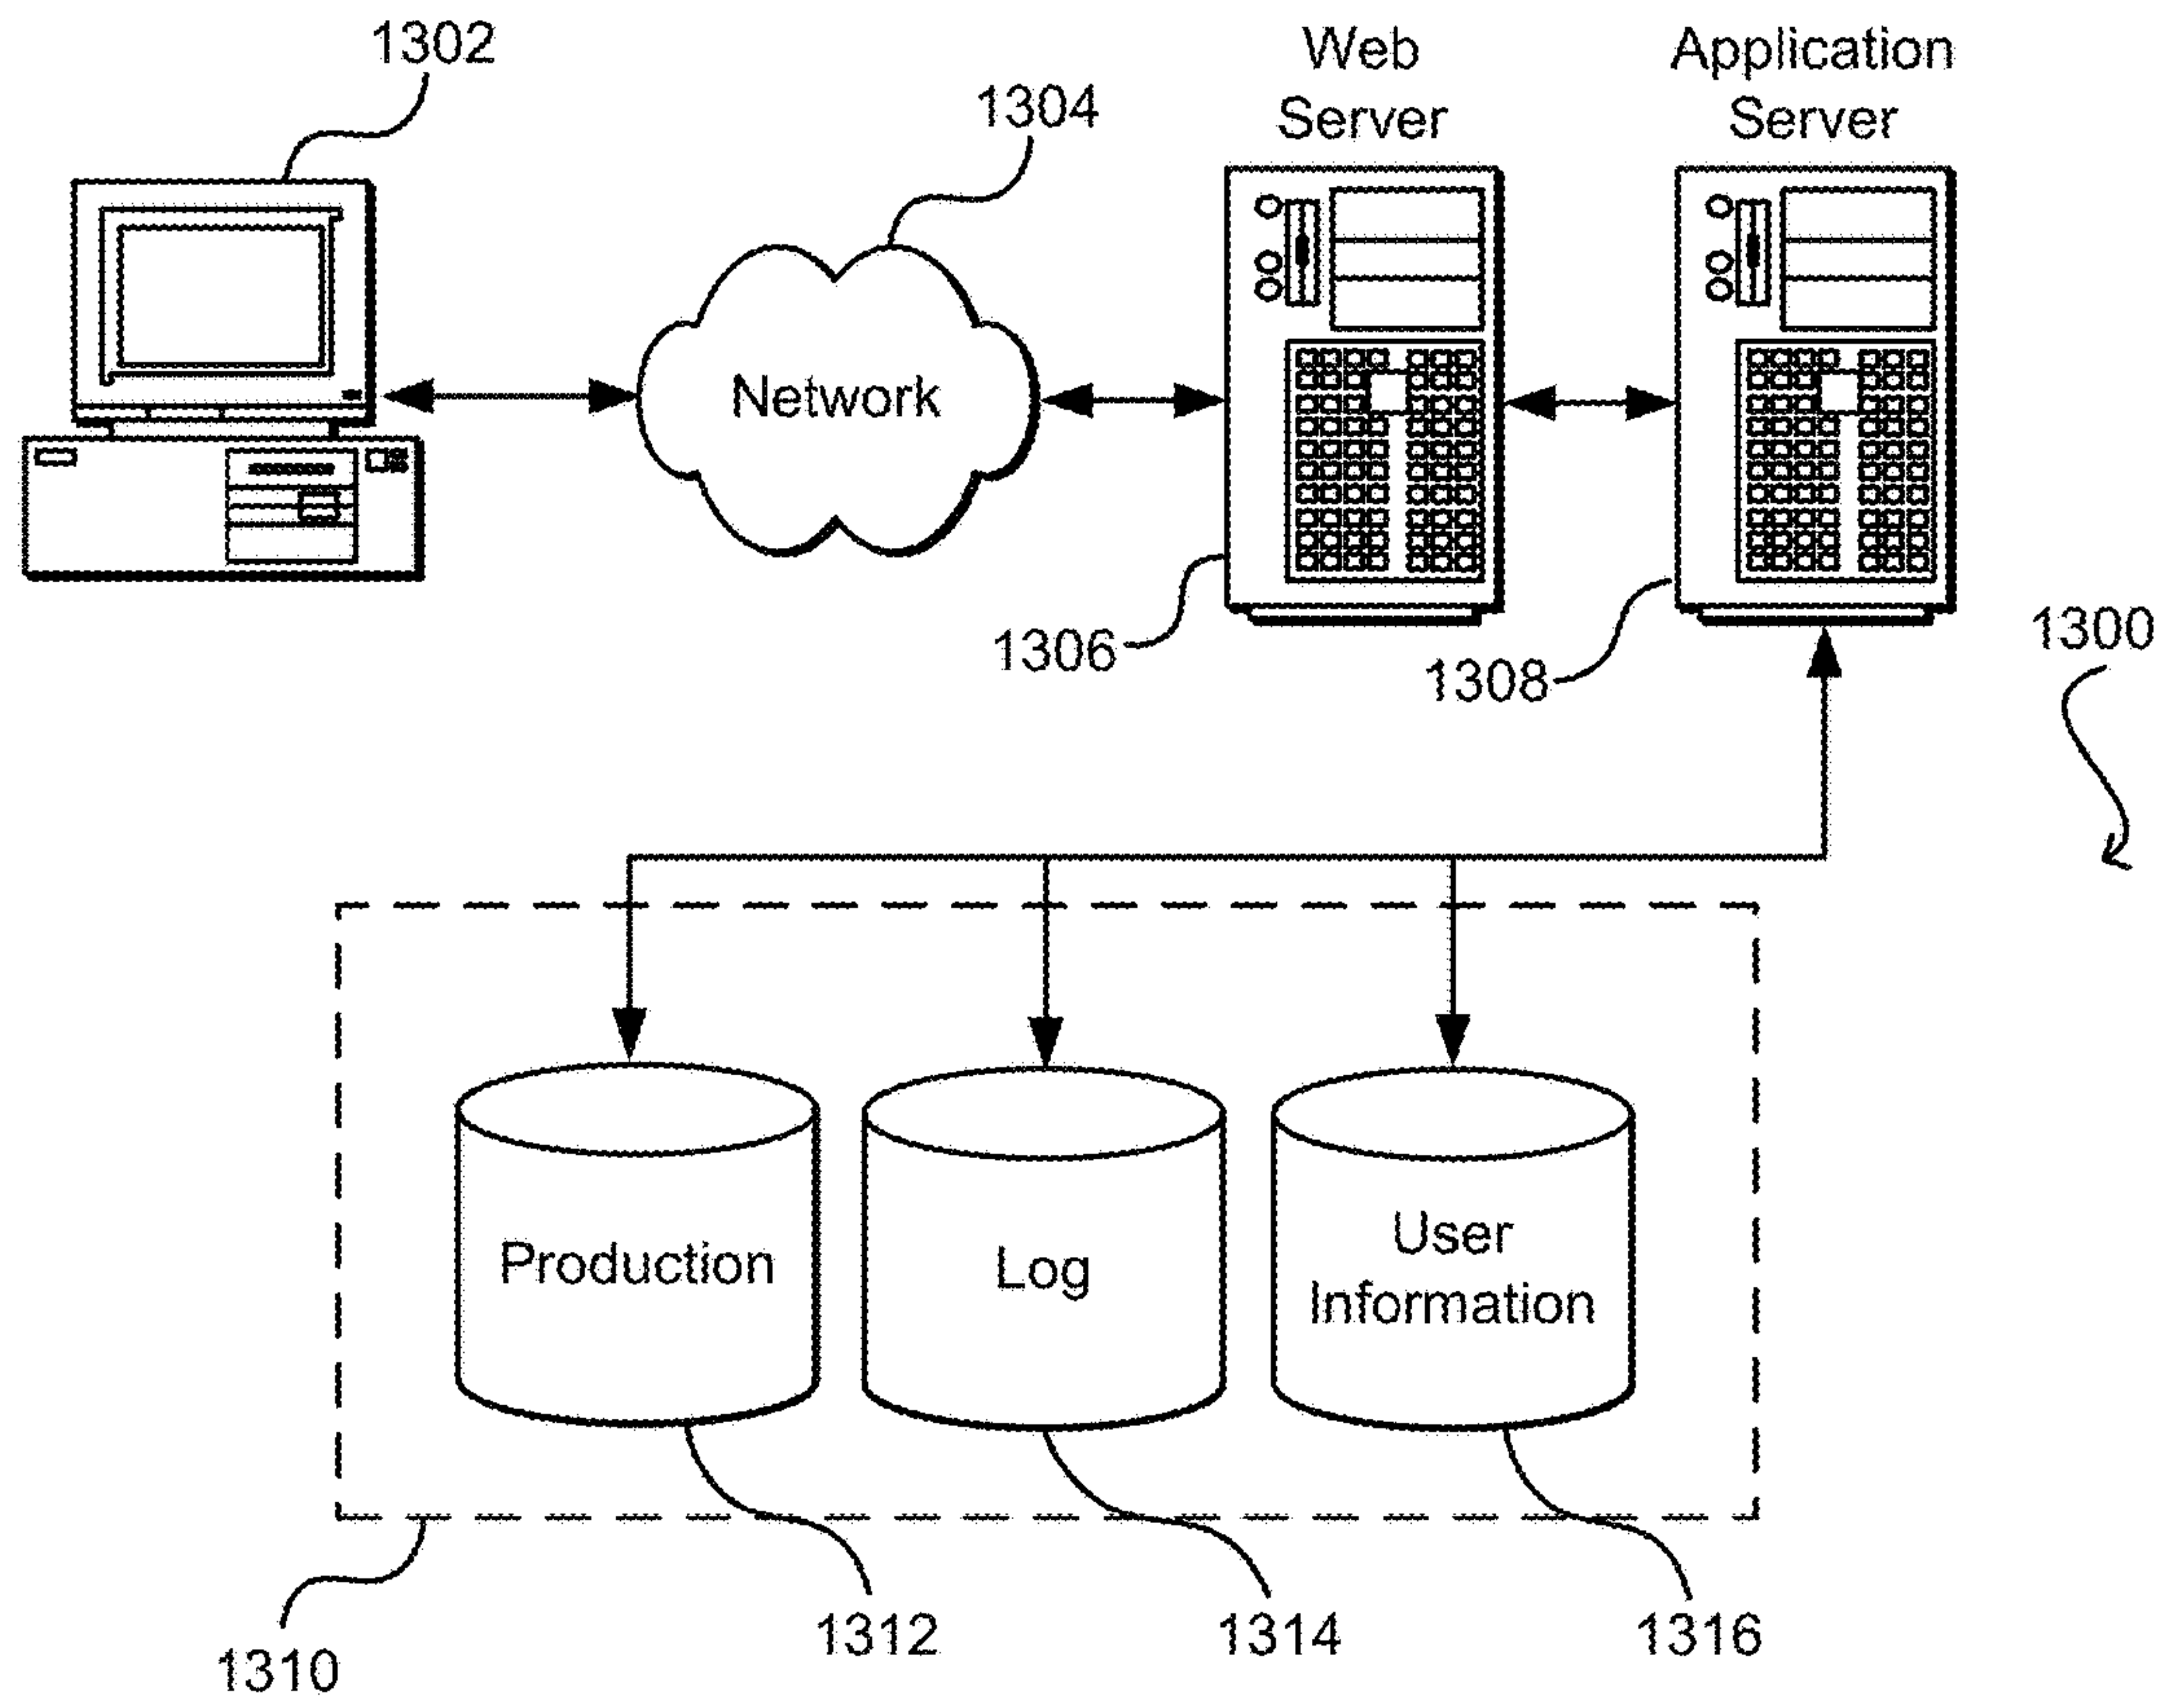 1302
1304
Web
Server
Application
Server
Network
1306
1308
1300
Production
Log
User
Information
1310
1312
1314
1316